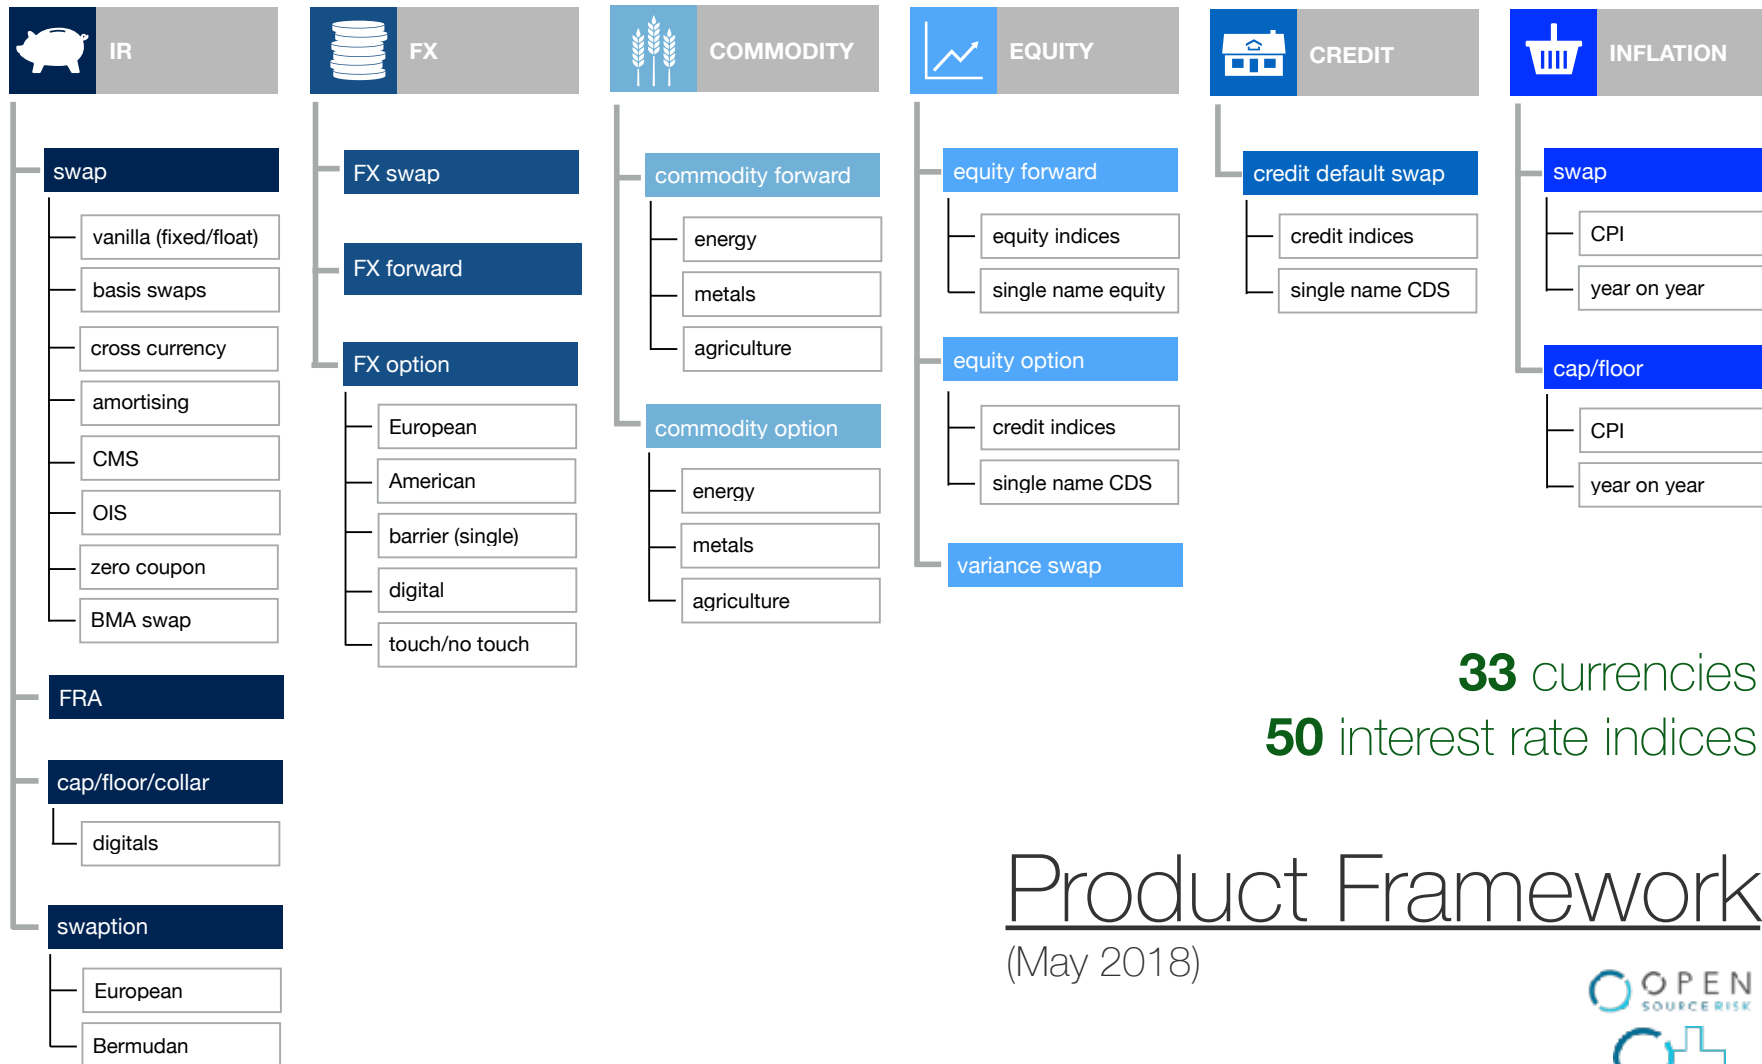 IR
swap
vanilla (fixed/float)
basis swaps
cross currency
amortising
CMS
OIS
zero coupon
BMA swap
FRA
cap/floor/collar
digitals
swaption
European
Bermudan
FX
FX swap
FX forward
FX option
European
American
barrier (single)
digital
touch/no touch
COMMODITY
commodity forward
energy
metals
agriculture
commodity option
energy
metals
agriculture
EQUITY
equity forward
equity indices
single name equity
equity option
credit indices
single name CDS
variance swap
CREDIT
credit default swap
credit indices
single name CDS
INFLATION
swap
CPI
year on year
cap/floor
CPI
year on year
33 currencies
50 interest rate indices
Product Framework
(May 2018)
OPEN
SOURCE RISK